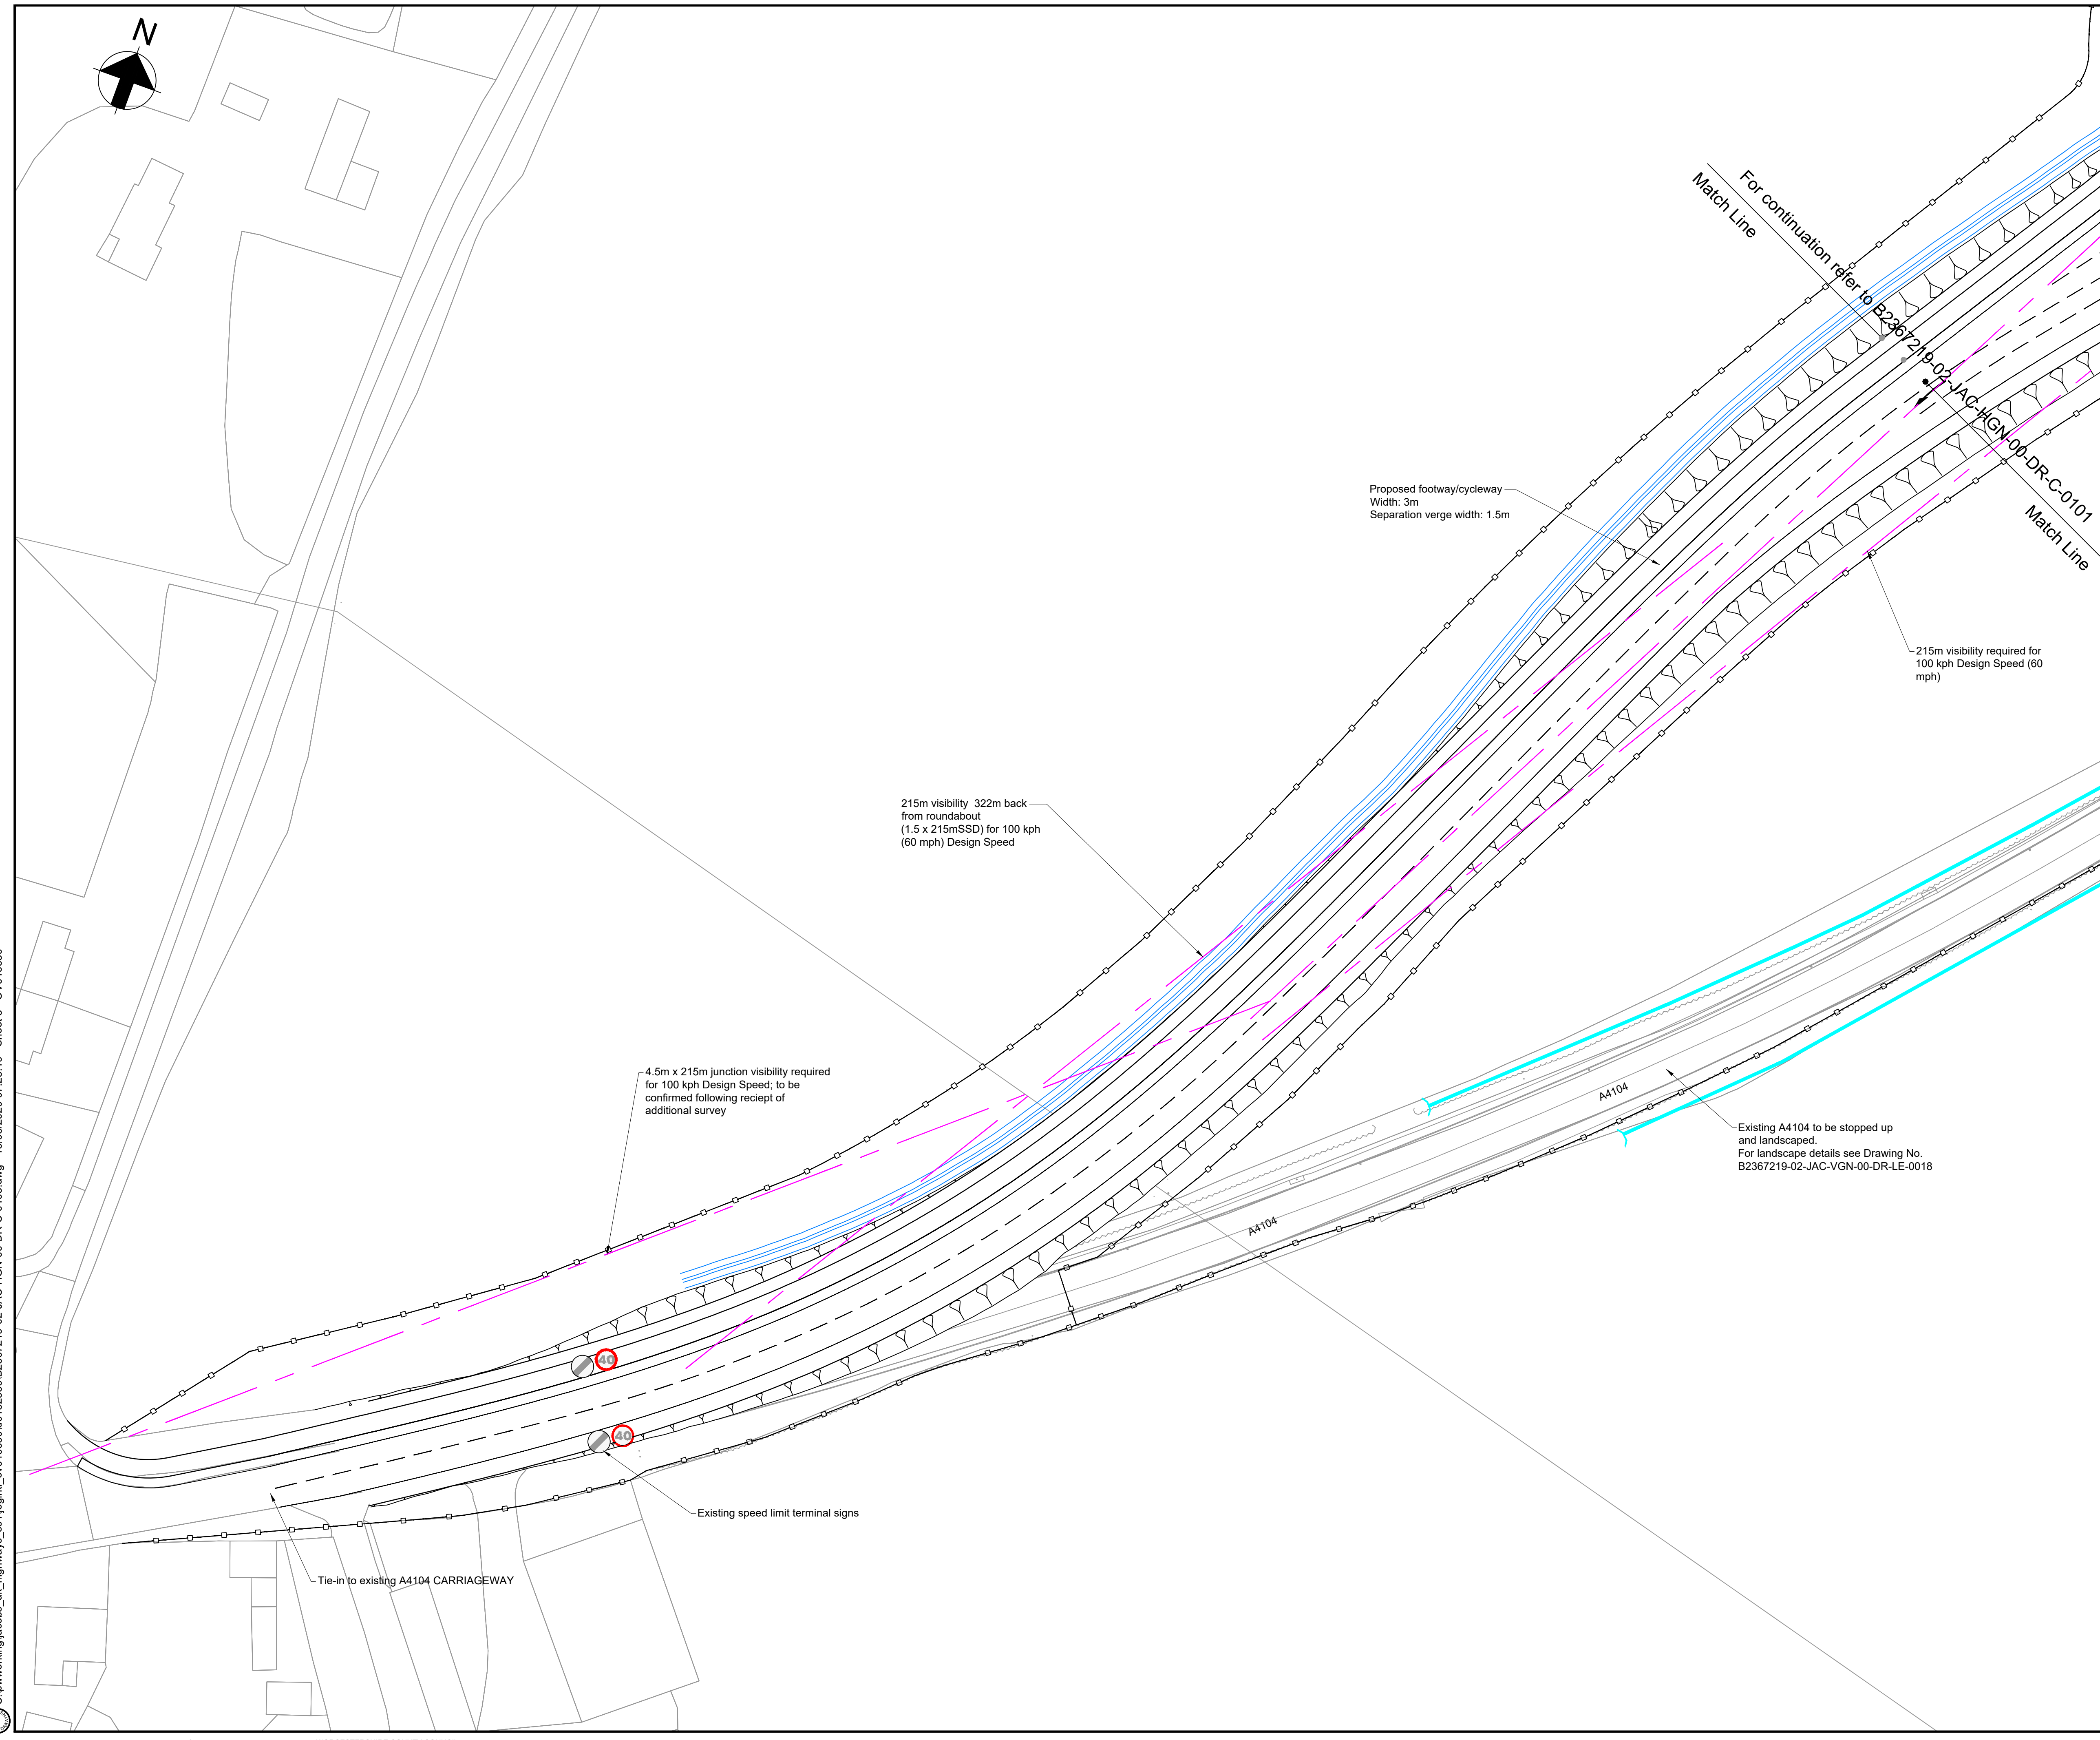 N
For continuation refer to B2367219-02-JAC-HGN-00-DR-C-0101
Match Line
Match Line
Proposed footway/cycleway
Width: 3m
Separation verge width: 1.5m
215m visibility required for
100 kph Design Speed (60
mph)
215m visibility  322m back
from roundabout
(1.5 x 215mSSD) for 100 kph
(60 mph) Design Speed
4.5m x 215m junction visibility required
for 100 kph Design Speed; to be
confirmed following reciept of
additional survey
A4104
A4104
Existing A4104 to be stopped up
and landscaped.
For landscape details see Drawing No.
B2367219-02-JAC-VGN-00-DR-LE-0018
40
40
Existing speed limit terminal signs
Tie-in to existing A4104 CARRIAGEWAY